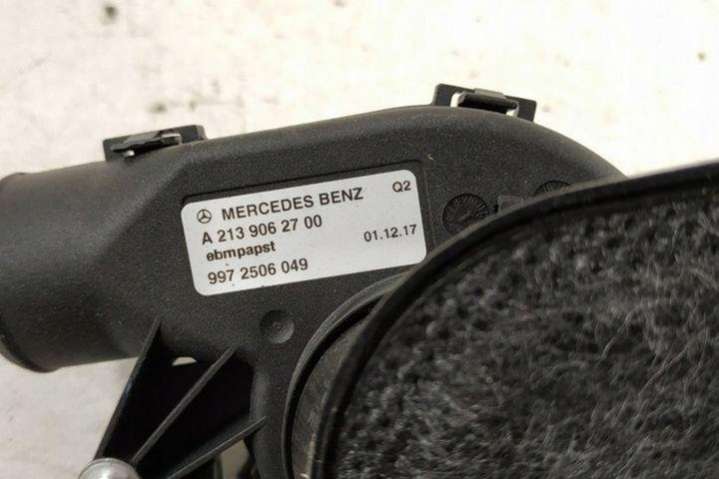 MERCEDES BENZ Q2
A 213 906 27 00
ebmpapst 01.12.17
997 2506 049